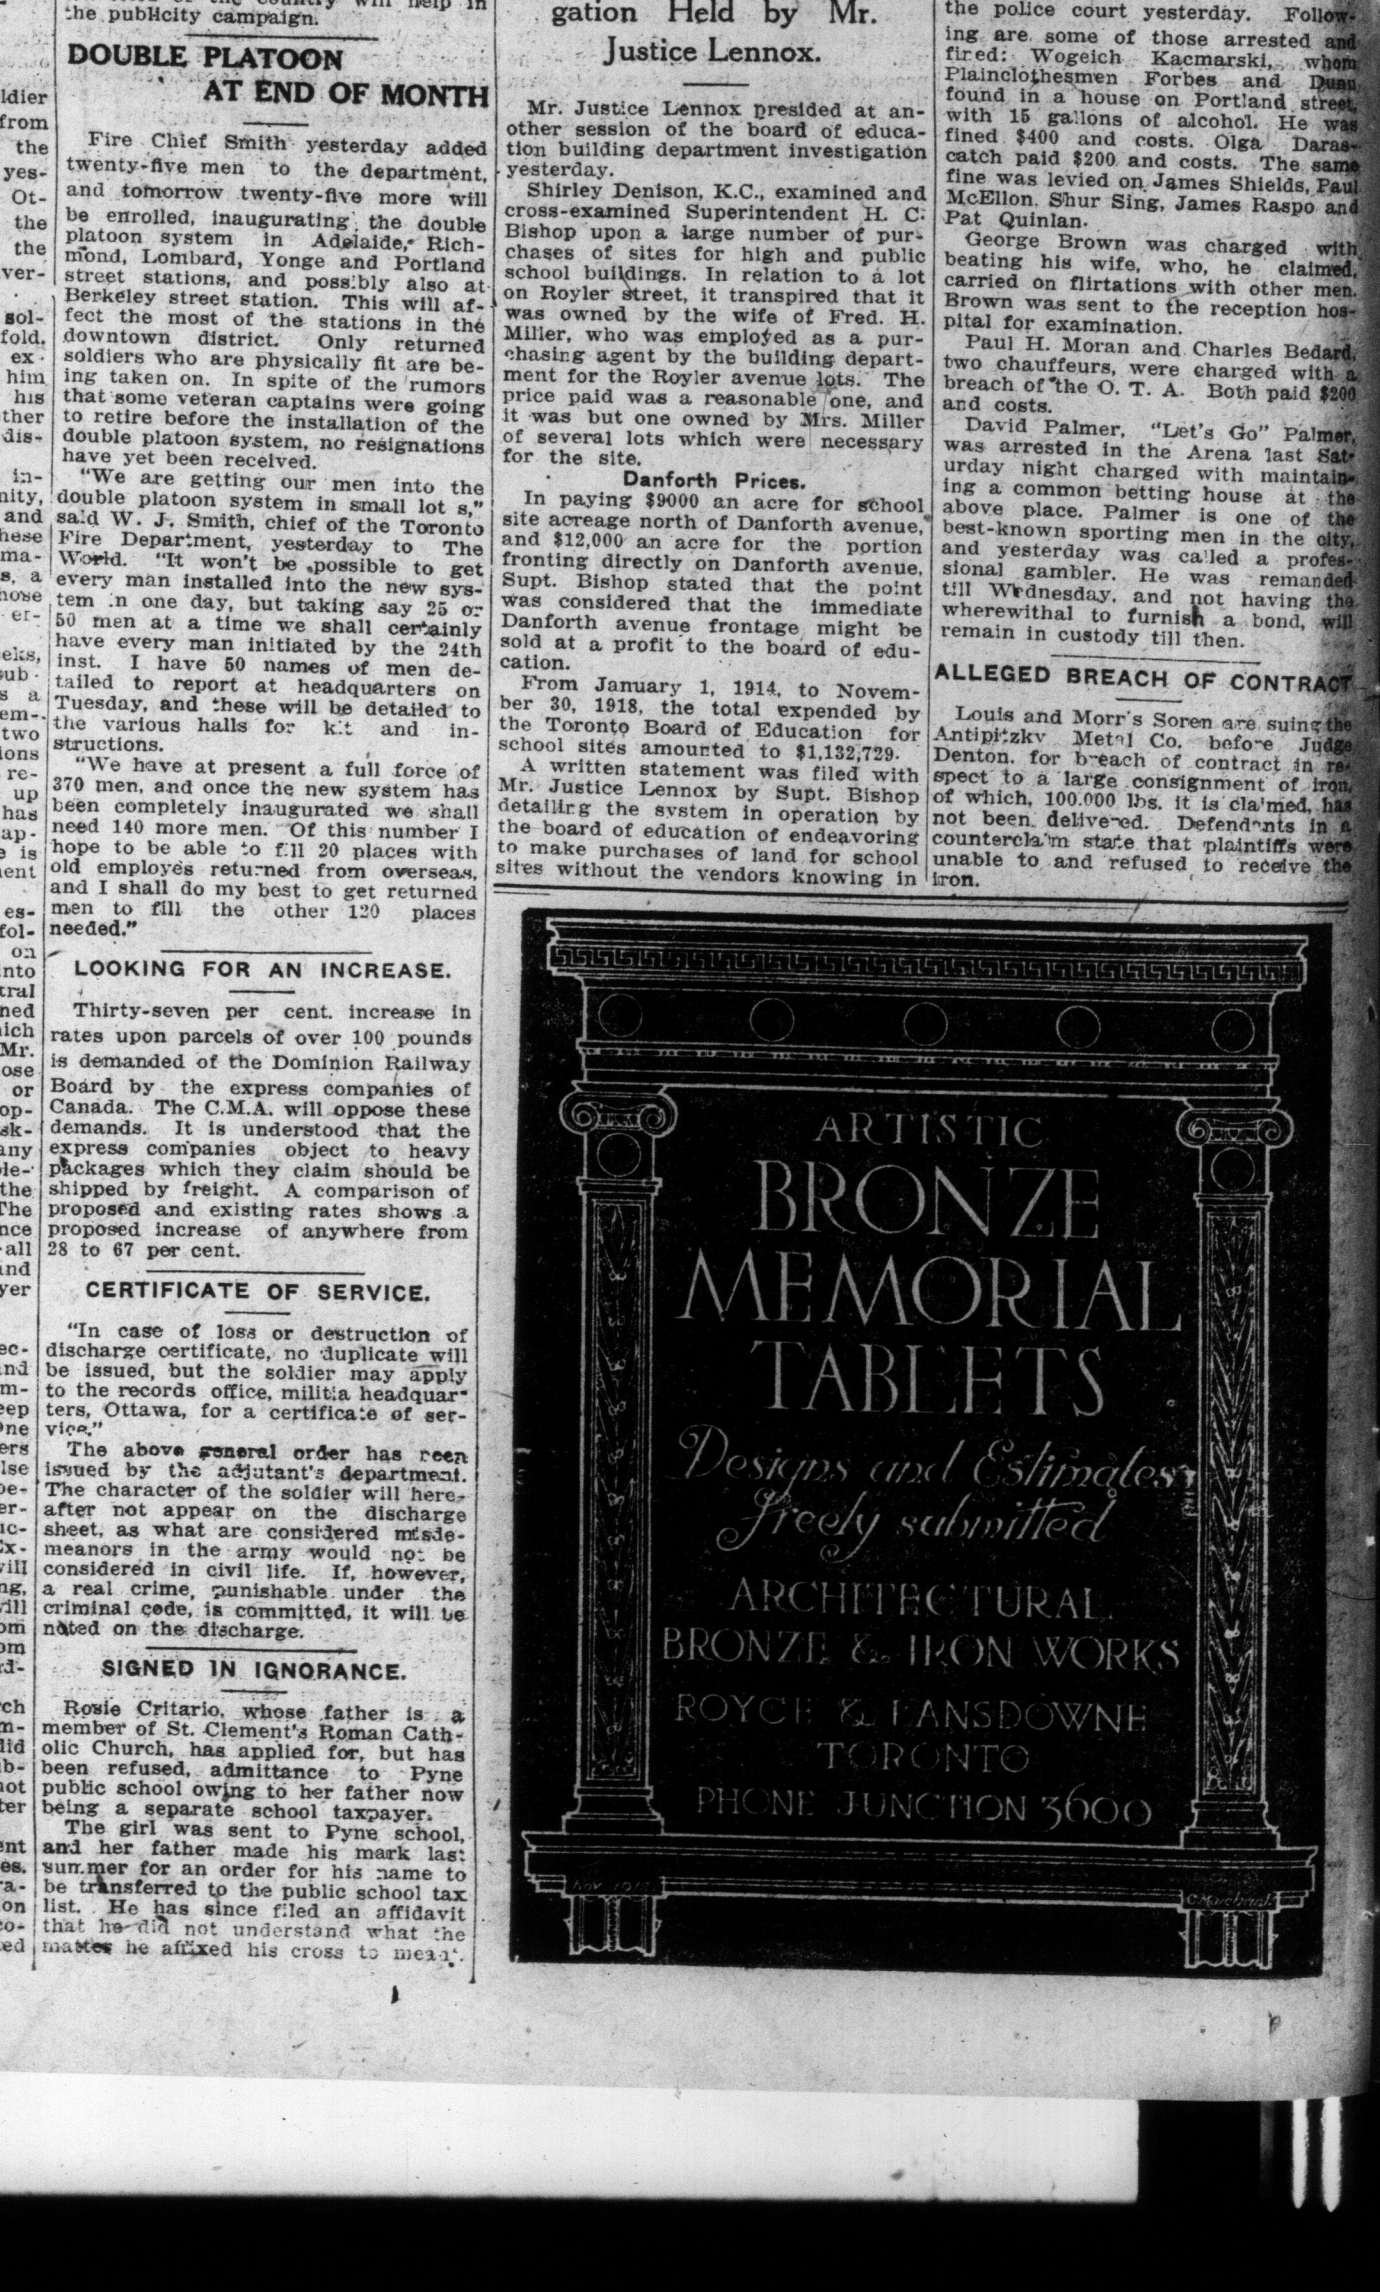 the publicity campaign.
DOUBLE PLATOON
AT END OF MONTH
Fire Chief Smith yesterday added
twenty-five men to the department,
and tomorrow twenty-five more will
be enrolled, inaugurating the double
platoon system in Adelaide, Rich-
mond, Lombard, Yonge and Portland
street stations, and possibly also at
Berkeley street station. This will af-
fect the most of the stations in the
downtown district. Only returned
soldiers who are physically fit are be-
ing taken on. In spite of the rumors
that some veteran captains were going
to retire before the installation of the
double platoon system, no resignations
have yet been received.
"We are getting our men into the
double platoon system in small lot s,"
said W. J. Smith, chief of the Toronto
Fire Department, yesterday to The
World. "It won't be possible to get
every man installed into the new sys-
tem in one day, but taking say 25 or
50 men at a time we shall certainly
have every man initiated by the 24th
inst. I have 50 names of men de-
tailed to report at headquarters on
Tuesday, and these will be detailed to
the various halls for kit and in-
structions.
"We have at present a full force of
370 men, and once the new system has
been completely inaugurated we shall
need 140 more men. Of this number I
hope to be able to fill 20 places with
old employes returned from overseas,
and I shall do my best to get returned
men to fill the other 120 places
needed."
LOOKING FOR AN INCREASE.
Thirty-seven per cent. increase in
rates upon parcels of over 100 pounds
is demanded of the Dominion Railway
Board by the express companies of
Canada. The C.M.A. will oppose these
demands. It is understood that the
express companies object to heavy
packages which they claim should be
shipped by freight. A comparison of
proposed and existing rates shows a
proposed increase of anywhere from
28 to 67 per cent.
CERTIFICATE OF SERVICE.
"In case of loss or destruction of
discharge certificate, no duplicate will
be issued, but the soldier may apply
to the records office, militia headquar-
ters, Ottawa, for a certificate of ser-
vice."
The above general order has been
issued by the adjutant's department.
The character of the soldier will here-
after not appear on the discharge
sheet, as what are considered misde-
meanors in the army would not be
considered in civil life. If, however,
a real crime, punishable under the
criminal code, is committed, it will be
noted on the discharge.
SIGNED IN IGNORANCE.
Rosie Critario, whose father is a
member of St. Clement's Roman Cath-
olic Church, has applied for, but has
been refused, admittance to Pyne
public school owing to her father now
being a separate school taxpayer.
The girl was sent to Pyne school,
and her father made his mark last
summer for an order for his name to
be transferred to the public school tax
list. He has since filed an affidavit
that he did not understand what the
matter he affixed his cross to meant.
gation Held by Mr.
Justice Lennox.
Mr. Justice Lennox presided at an-
other session of the board of educa-
tion building department investigation
yesterday.
Shirley Denison, K.C., examined and
cross-examined Superintendent H. C.
Bishop upon a large number of pur-
chases of sites for high and public
school buildings. In relation to a lot
on Royler street, it transpired that it
was owned by the wife of Fred. H.
Miller, who was employed as a pur-
chasing agent by the building depart-
ment for the Royler avenue lots. The
price paid was a reasonable one, and
it was but one owned by Mrs. Miller
of several lots which were necessary
for the site.
Danforth Prices.
In paying $9000 an acre for school
site acreage north of Danforth avenue,
and $12,000 an acre for the portion
fronting directly on Danforth avenue,
Supt. Bishop stated that the point
was considered that the immediate
Danforth avenue frontage might be
sold at a profit to the board of edu-
cation.
From January 1, 1914, to Novem-
ber 30, 1918, the total expended by
the Toronto Board of Education for
school sites amounted to $1,132,729.
A written statement was filed with
Mr. Justice Lennox by Supt. Bishop
detailing the system in operation by
the board of education of endeavoring
to make purchases of land for school
sites without the vendors knowing in
the police court yesterday. Follow-
ing are some of those arrested and
fired: Wogeich Kacmarski, whom
Plainclothesmen Forbes and Dunn
found in a house on Portland street,
with 15 gallons of alcohol. He was
fined $400 and costs. Olga Daras-
catch paid $200 and costs. The same
fine was levied on James Shields, Paul
McEllon, Shur Sing, James Raspo and
Pat Quinlan.
George Brown was charged with
beating his wife, who, he claimed,
carried on flirtations with other men.
Brown was sent to the reception hos-
pital for examination.
Paul H. Moran and Charles Bedard,
two chauffeurs, were charged with a
breach of the O. T. A. Both paid $200
and costs.
David Palmer, "Let's Go" Palmer,
was arrested in the Arena last Sat-
urday night charged with maintain-
ing a common betting house at the
above place. Palmer is one of the
best-known sporting men in the city,
and yesterday was called a profes-
sional gambler. He was remanded
till Wednesday, and not having the
wherewithal to furnish a bond, will
remain in custody till then.
ALLEGED BREACH OF CONTRACT
Louis and Morris Soren are suing the
Antipitzky Metal Co. before Judge
Denton, for breach of contract in re-
spect to a large consignment of iron,
of which, 100,000 lbs. it is claimed, has
not been delivered. Defendants in a
counterclaim state that plaintiffs were
unable to and refused to receive the
iron.
ARTISTIC
BRONZE
MEMORIAL
TABLETS
Designs and Estimates
freely submitted
ARCHITECTURAL
BRONZE & IRON WORKS
ROYCE & LANSDOWNE
TORONTO
PHONE JUNCTION 3600